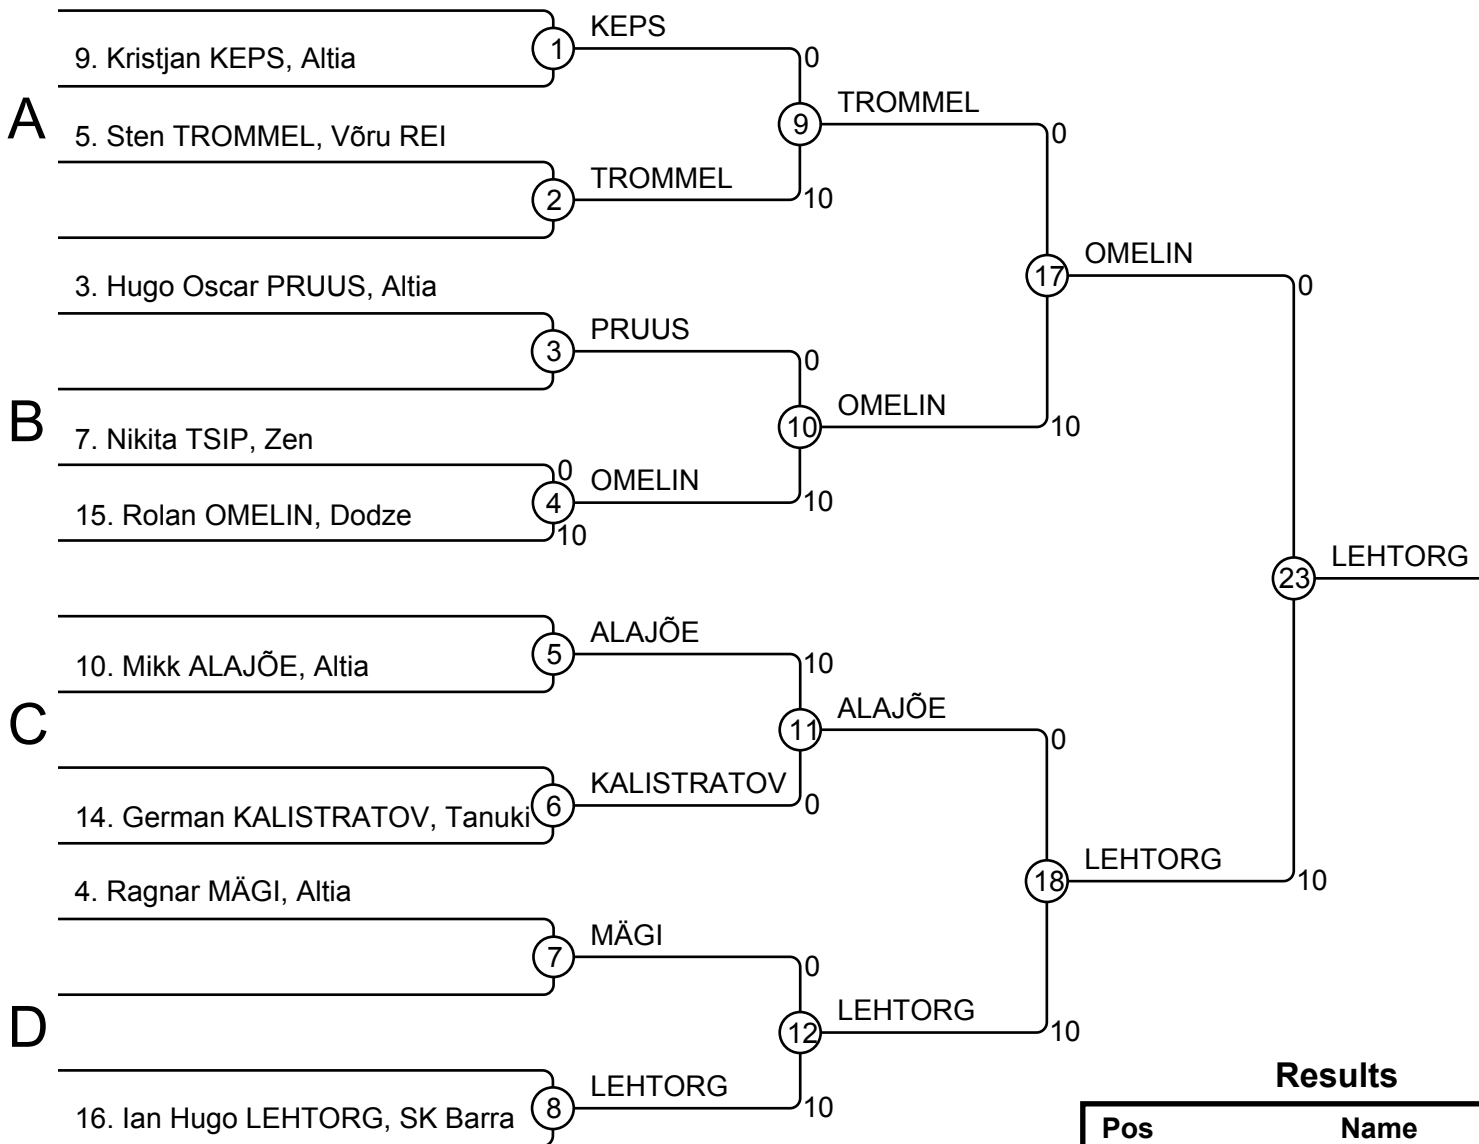 KEPS
9. Kristjan KEPS, Altia
1
0
A
TROMMEL
9
5. Sten TROMMEL, Võru REI
0
TROMMEL
2
10
OMELIN
17
3. Hugo Oscar PRUUS, Altia
0
PRUUS
3
0
OMELIN
B
10
10
7. Nikita TSIP, Zen
0
OMELIN
4
10
15. Rolan OMELIN, Dodze
10
LEHTORG
23
ALAJÕE
5
10
10. Mikk ALAJÕE, Altia
ALAJÕE
C
11
0
KALISTRATOV
6
0
14. German KALISTRATOV, Tanuki
LEHTORG
18
10
4. Ragnar MÄGI, Altia
MÄGI
7
0
LEHTORG
D
12
10
Results
LEHTORG
8
10
16. Ian Hugo LEHTORG, SK Barra
Pos Name